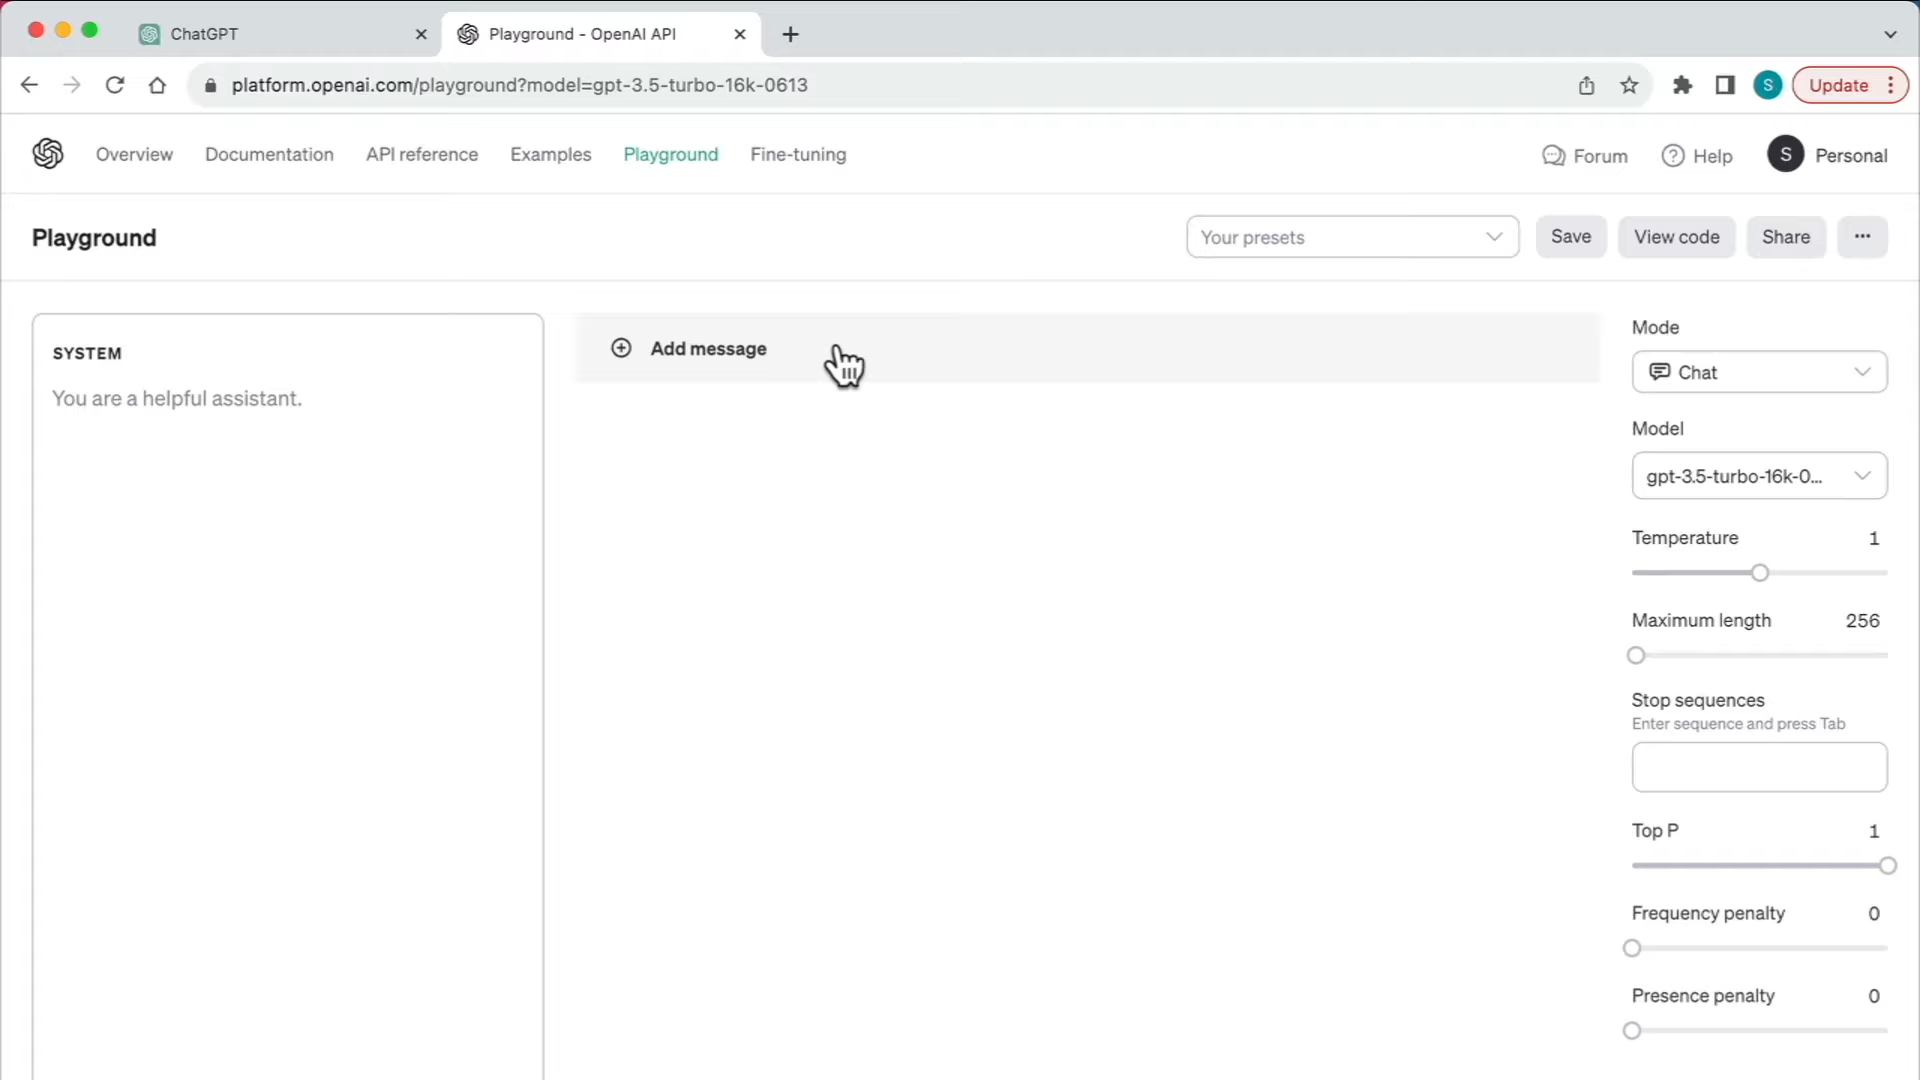 ChatGPT
Playground - OpenAI API
platform.openai.com/playground?model=gpt-3.5-turbo-16k-0613
S
Update
Overview
Documentation
API reference
Examples
Playground
Fine-tuning
Forum
Help
S
Personal
Playground
Your presets
Save
View code
Share
SYSTEM
You are a helpful assistant.
Add message
Mode
Chat
Model
gpt-3.5-turbo-16k-0...
Temperature 1
Maximum length 256
Stop sequences
Enter sequence and press Tab
Top P 1
Frequency penalty 0
Presence penalty 0